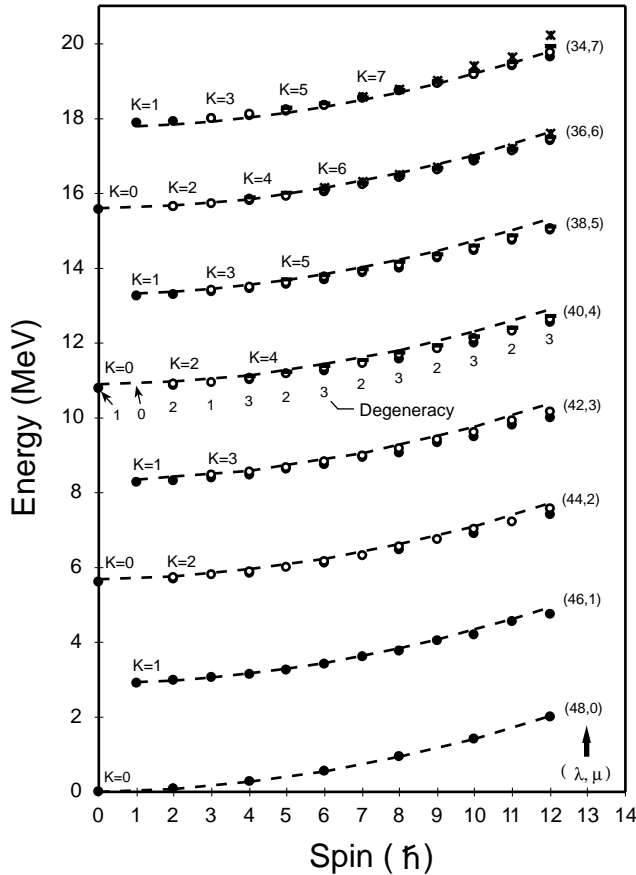 20
18
16
14
12
10
8
6
4
2
0
Energy (MeV)
K=1 K=3 K=5 K=7 (34,7)
K=0 K=2 K=4 K=6 (36,6)
K=1 K=3 K=5 (38,5)
K=0 K=2 K=4 (40,4)
1 0 2 1 3 2 3 2 3 2 3 2 3
Degeneracy
K=1 K=3 (42,3)
K=0 K=2 (44,2)
K=1 (46,1)
K=0 (48,0)
( λ, μ )
0 1 2 3 4 5 6 7 8 9 10 11 12 13 14
Spin ( ℏ )